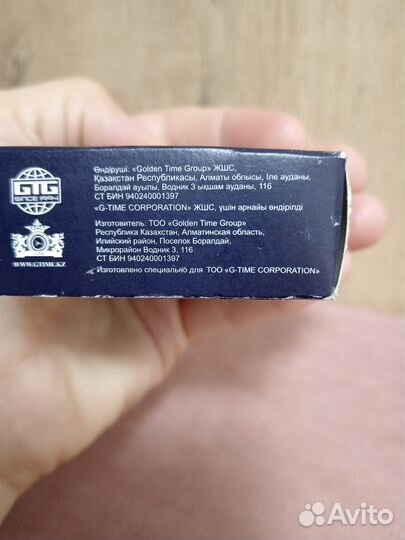 GTG
SINCE 1994
WWW.GTIME.KZ
Өндіруші: «Golden Time Group» ЖШС,
Қазақстан Республикасы, Алматы облысы, Іле ауданы,
Боралдай ауылы, Водник 3 ықшам ауданы, 116
СТ БИН 940240001397
«G-TIME CORPORATION» ЖШС, үшін арнайы өндірілді
Изготовитель: ТОО «Golden Time Group»
Республика Казахстан, Алматинская область,
Илийский район, Поселок Боралдай,
Микрорайон Водник 3, 116
СТ БИН 940240001397
Изготовлено специально для ТОО «G-TIME CORPORATION»
Avito